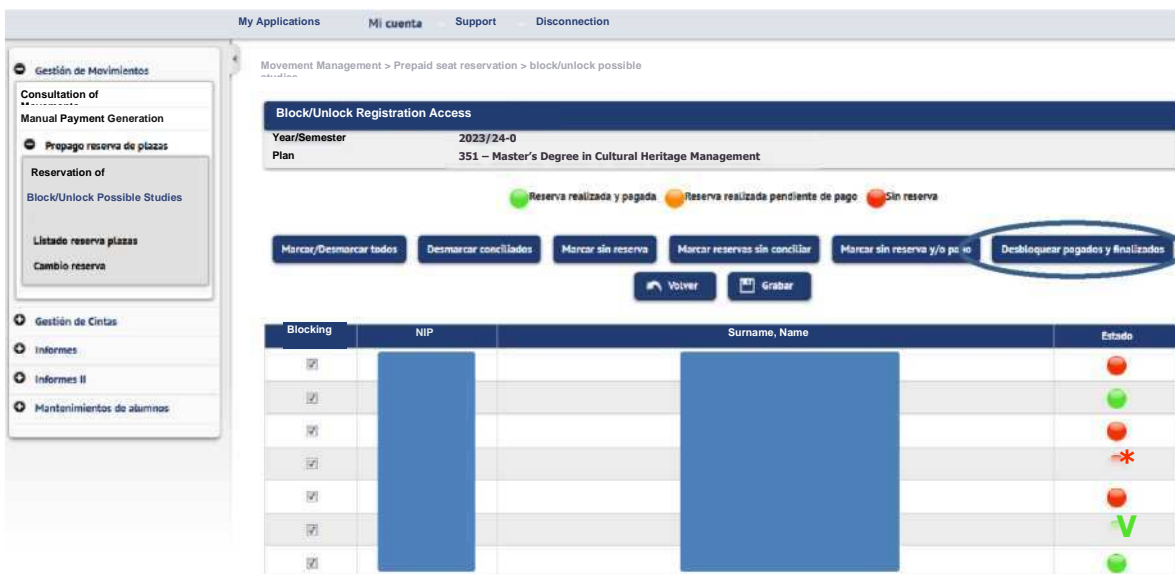 My Applications Mi cuenta Support Disconnection
Gestión de Movimientos
Consultation of
Manual Payment Generation
Prepago reserva de plazas
Reservation of
Block/Unlock Possible Studies
Listado reserva plazas
Cambio reserva
Gestión de Cintas
Informes
Informes II
Mantenimientos de alumnos
Movement Management > Prepaid seat reservation > block/unlock possible
Block/Unlock Registration Access
Year/Semester 2023/24-0
Plan 351 – Master's Degree in Cultural Heritage Management
Reserva realizada y pagada Reserva realizada pendiente de pago Sin reserva
Marcar/Desmarcar todos Desmarcar conciliados Marcar sin reserva Marcar reservas sin conciliar Marcar sin reserva y/o Desbloquear pagados y finalizados
Volver Grabar
Blocking NIP Surname, Name Estado
*
V